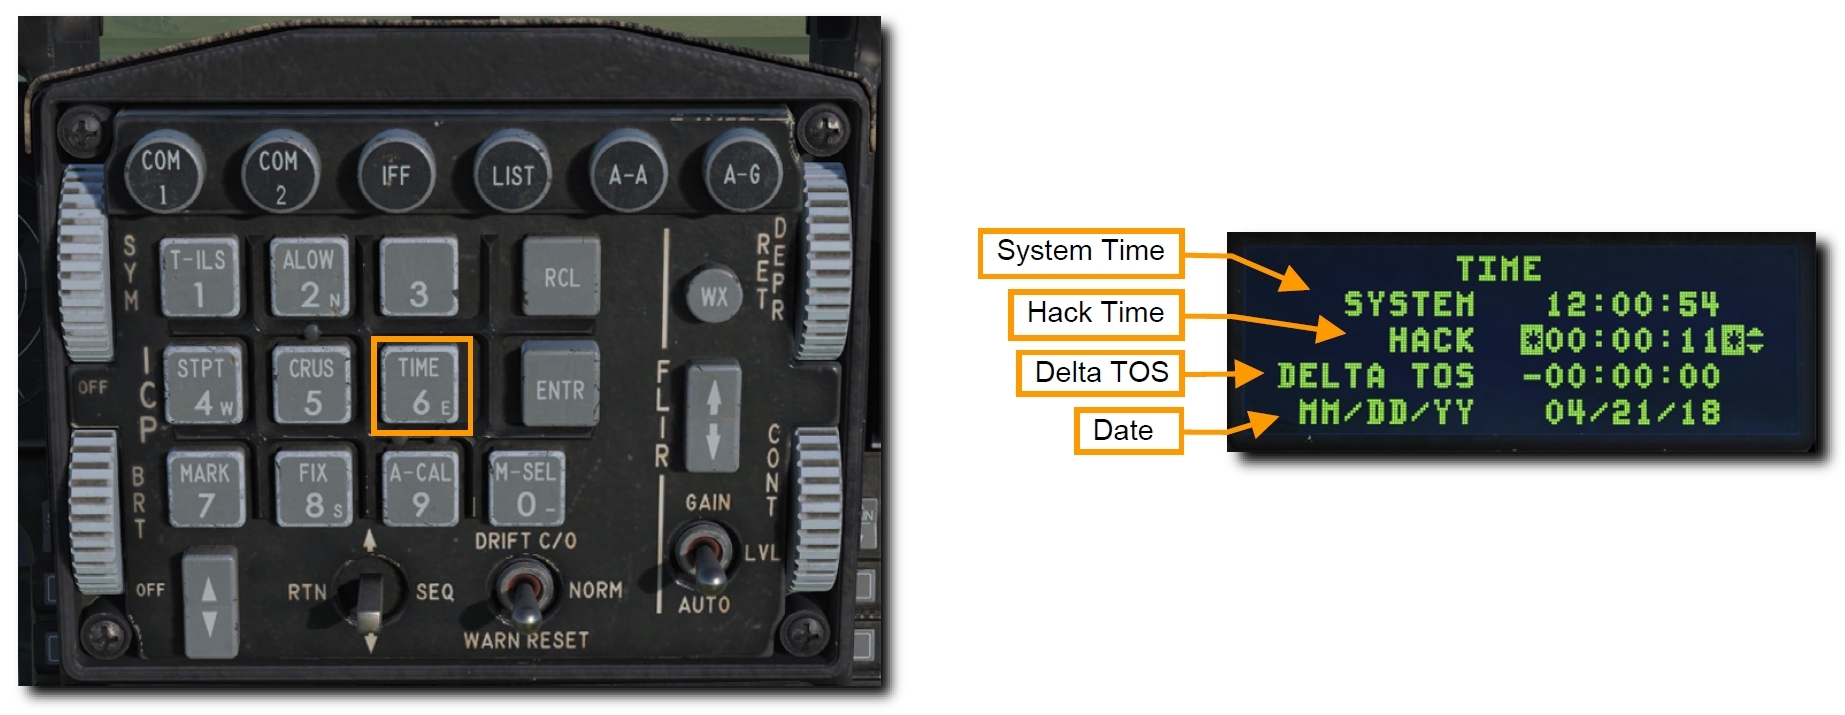 COM 1
COM 2
IFF
LIST
A-A
A-G
SYM
RET
DEPR
T-ILS 1
ALOW 2 N
3
RCL
WX
ICP
OFF
STPT 4 W
CRUS 5
TIME 6 E
ENTR
FLIR
BRT
MARK 7
FIX 8 S
A-CAL 9
M-SEL 0 -
CONT
GAIN
LVL
AUTO
OFF
RTN
SEQ
DRIFT C/O
NORM
WARN RESET
System Time
Hack Time
Delta TOS
Date
TIME
SYSTEM 12:00:54
HACK *00:00:11*
DELTA TOS -00:00:00
MM/DD/YY 04/21/18